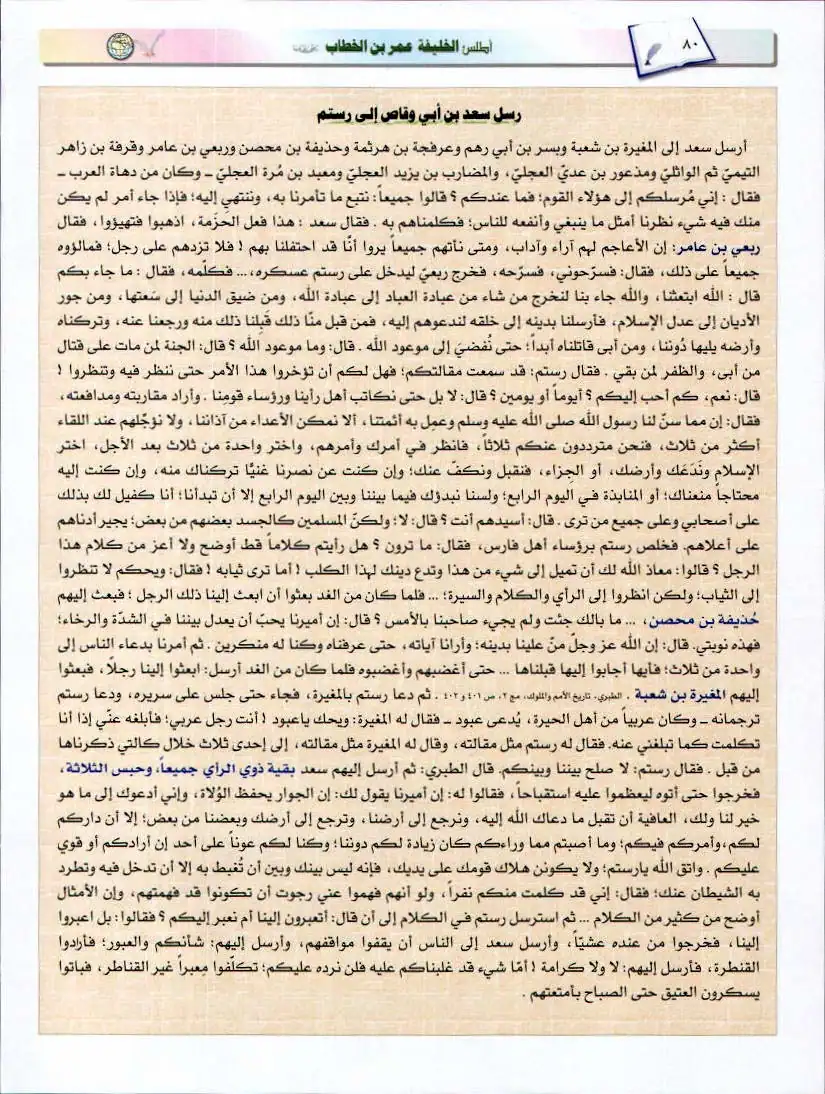 ٨٠
أطلس: الخليفة عمر بن الخطاب
رسل سعد بن أبي وقاص إلى رستم
أرسل سعد إلى المغيرة بن شعبة وبسر بن أبي رهم وعرفجة بن هرثمة وحذيفة بن محصن وربعي بن عامر وقرفة بن زاهر
التيميّ ثم الوائليّ ومذعور بن عديّ العجليّ، والمضارب بن يزيد العجليّ ومعبد بن مُرة العجليّ ـ وكان من دهاة العرب ـ
فقال : إني مُرسلكم إلى هؤلاء القوم؛ فما عندكم ؟ قالوا جميعاً: نتبع ما تأمرنا به، وننتهي إليه؛ فإذا جاء أمر لم يكن
منك فيه شيء نظرنا أمثل ما ينبغي وأنفعه للناس؛ فكلمناهم به . فقال سعد : هذا فعل الحزَمة، اذهبوا فتهيؤوا، فقال
ربعي بن عامر: إن الأعاجم لهم آراء وآداب، ومتى نأتهم جميعاً يروا أنَّا قد احتفلنا بهم ! فلا تزدهم على رجل؛ فمالؤوه
جميعاً على ذلك، فقال: فسرّحوني، فسرّحه، فخرج ربعيّ ليدخل على رستم عسكره،... فكلّمه، فقال : ما جاء بكم
قال : الله ابتعثنا، والله جاء بنا لنخرج من شاء من عبادة العباد إلى عبادة الله، ومن ضيق الدنيا إلى سَعتها، ومن جور
الأديان إلى عدل الإسلام، فأرسلنا بدينه إلى خلقه لندعوهم إليه، فمن قبل منّا ذلك قَبِلنا ذلك منه ورجعنا عنه، وتركناه
وأرضه يليها دُوننا، ومن أبى قاتلناه أبداً؛ حتى نُفضيَ إلى موعود الله . قال: وما موعود الله ؟ قال: الجنة لمن مات على قتال
من أبى، والظفر لمن بقي . فقال رستم: قد سمعت مقالتكم؛ فهل لكم أن تؤخروا هذا الأمر حتى ننظر فيه وتنظروا !
قال: نعم، كم أحب إليكم ؟ أيوماً أو يومين ؟ قال: لا بل حتى نكاتب أهل رأينا ورؤساء قومِنا . وأراد مقاربته ومدافعته،
فقال: إن مما سنّ لنا رسول الله صلى الله عليه وسلم وعمِل به أئمتنا، ألا نمكن الأعداء من آذاننا، ولا نؤجّلهم عند اللقاء
أكثر من ثلاث، فنحن مترددون عنكم ثلاثاً، فانظر في أمرك وأمرهم، واختر واحدة من ثلاث بعد الأجل، اختر
الإسلام ونَدَعَك وأرضك، أو الجِزاء، فنقبل ونكفّ عنك؛ وإن كنت عن نصرنا غنيًّا تركناك منه، وإن كنت إليه
محتاجاً منعناك؛ أو المنابذة في اليوم الرابع؛ ولسنا نبدؤك فيما بيننا وبين اليوم الرابع إلا أن تبدأنا؛ أنا كفيل لك بذلك
على أصحابي وعلى جميع من ترى . قال: أسيدهم أنت ؟ قال: لا؛ ولكنّ المسلمين كالجسد بعضهم من بعض؛ يجير أدناهم
على أعلاهم. فخلص رستم برؤساء أهل فارس، فقال: ما ترون ؟ هل رأيتم كلاماً قط أوضح ولا أعز من كلام هذا
الرجل ؟ قالوا: معاذ الله لك أن تميل إلى شيء من هذا وتدع دينك لهذا الكلب ! أما ترى ثيابه ! فقال: ويحكم لا تنظروا
إلى الثياب؛ ولكن انظروا إلى الرأي والكلام والسيرة؛ ... فلما كان من الغد بعثوا أن ابعث إلينا ذلك الرجل ؛ فبعث إليهم
حُذيفة بن محصن، ... ما بالك جئت ولم يجيء صاحبنا بالأمس ؟ قال: إن أميرنا يحبّ أن يعدل بيننا في الشدّة والرخاء؛
فهذه نوبتي. قال: إن الله عز وجلّ منّ علينا بدينه؛ وأرانا آياته، حتى عرفناه وكنا له منكرين . ثم أمرنا بدعاء الناس إلى
واحدة من ثلاث؛ فأيها أجابوا إليها قبلناها ... حتى أغضبهم وأغضبوه فلما كان من الغد أرسل: ابعثوا إلينا رجلاً، فبعثوا
إليهم المغيرة بن شعبة . الطبري، تاريخ الأمم والملوك، مج ٢، ص ٤٠١ و ٤٠٢ . ثم دعا رستم بالمغيرة، فجاء حتى جلس على سريره، ودعا رستم
ترجمانه ـ وكان عربياً من أهل الحيرة، يُدعى عبود ـ فقال له المغيرة: ويحك ياعبود ! أنت رجل عربي؛ فأبلغه عنّي إذا أنا
تكلمت كما تبلغني عنه. فقال له رستم مثل مقالته، وقال له المغيرة مثل مقالته، إلى إحدى ثلاث خلال كالتي ذكرناها
من قبل . فقال رستم: لا صلح بيننا وبينكم. قال الطبري: ثم أرسل إليهم سعد بقية ذوي الرأي جميعاً، وحبس الثلاثة،
فخرجوا حتى أتوه ليعظموا عليه استقباحاً، فقالوا له: إن أميرنا يقول لك: إن الجوار يحفظ الوُلاة، وإني أدعوك إلى ما هو
خير لنا ولك، العافية أن تقبل ما دعاك الله إليه، ونرجع إلى أرضنا، وترجع إلى أرضك وبعضنا من بعض؛ إلا أن داركم
لكم،وأمركم فيكم؛ وما أصبتم مما وراءكم كان زيادة لكم دوننا؛ وكنا لكم عوناً على أحد إن أرادكم أو قوي
عليكم . واتق الله يارستم؛ ولا يكونن هلاك قومك على يديك، فإنه ليس بينك وبين أن تُغبط به إلا أن تدخل فيه وتطرد
به الشيطان عنك؛ فقال: إني قد كلمت منكم نفراً، ولو أنهم فهموا عني رجوت أن تكونوا قد فهمتهم، وإن الأمثال
أوضح من كثير من الكلام ... ثم استرسل رستم في الكلام إلى أن قال: أتعبرون إلينا أم نعبر إليكم ؟ فقالوا: بل اعبروا
إلينا، فخرجوا من عنده عشيّاً، وأرسل سعد إلى الناس أن يقفوا مواقفهم، وأرسل إليهم: شأنكم والعبور؛ فأرادوا
القنطرة، فأرسل إليهم: لا ولا كرامة ! أمّا شيء قد غلبناكم عليه فلن نرده عليكم؛ تكلّفوا مِعبراً غير القناطر، فباتوا
يسكرون العتيق حتى الصباح بأمتعتهم .